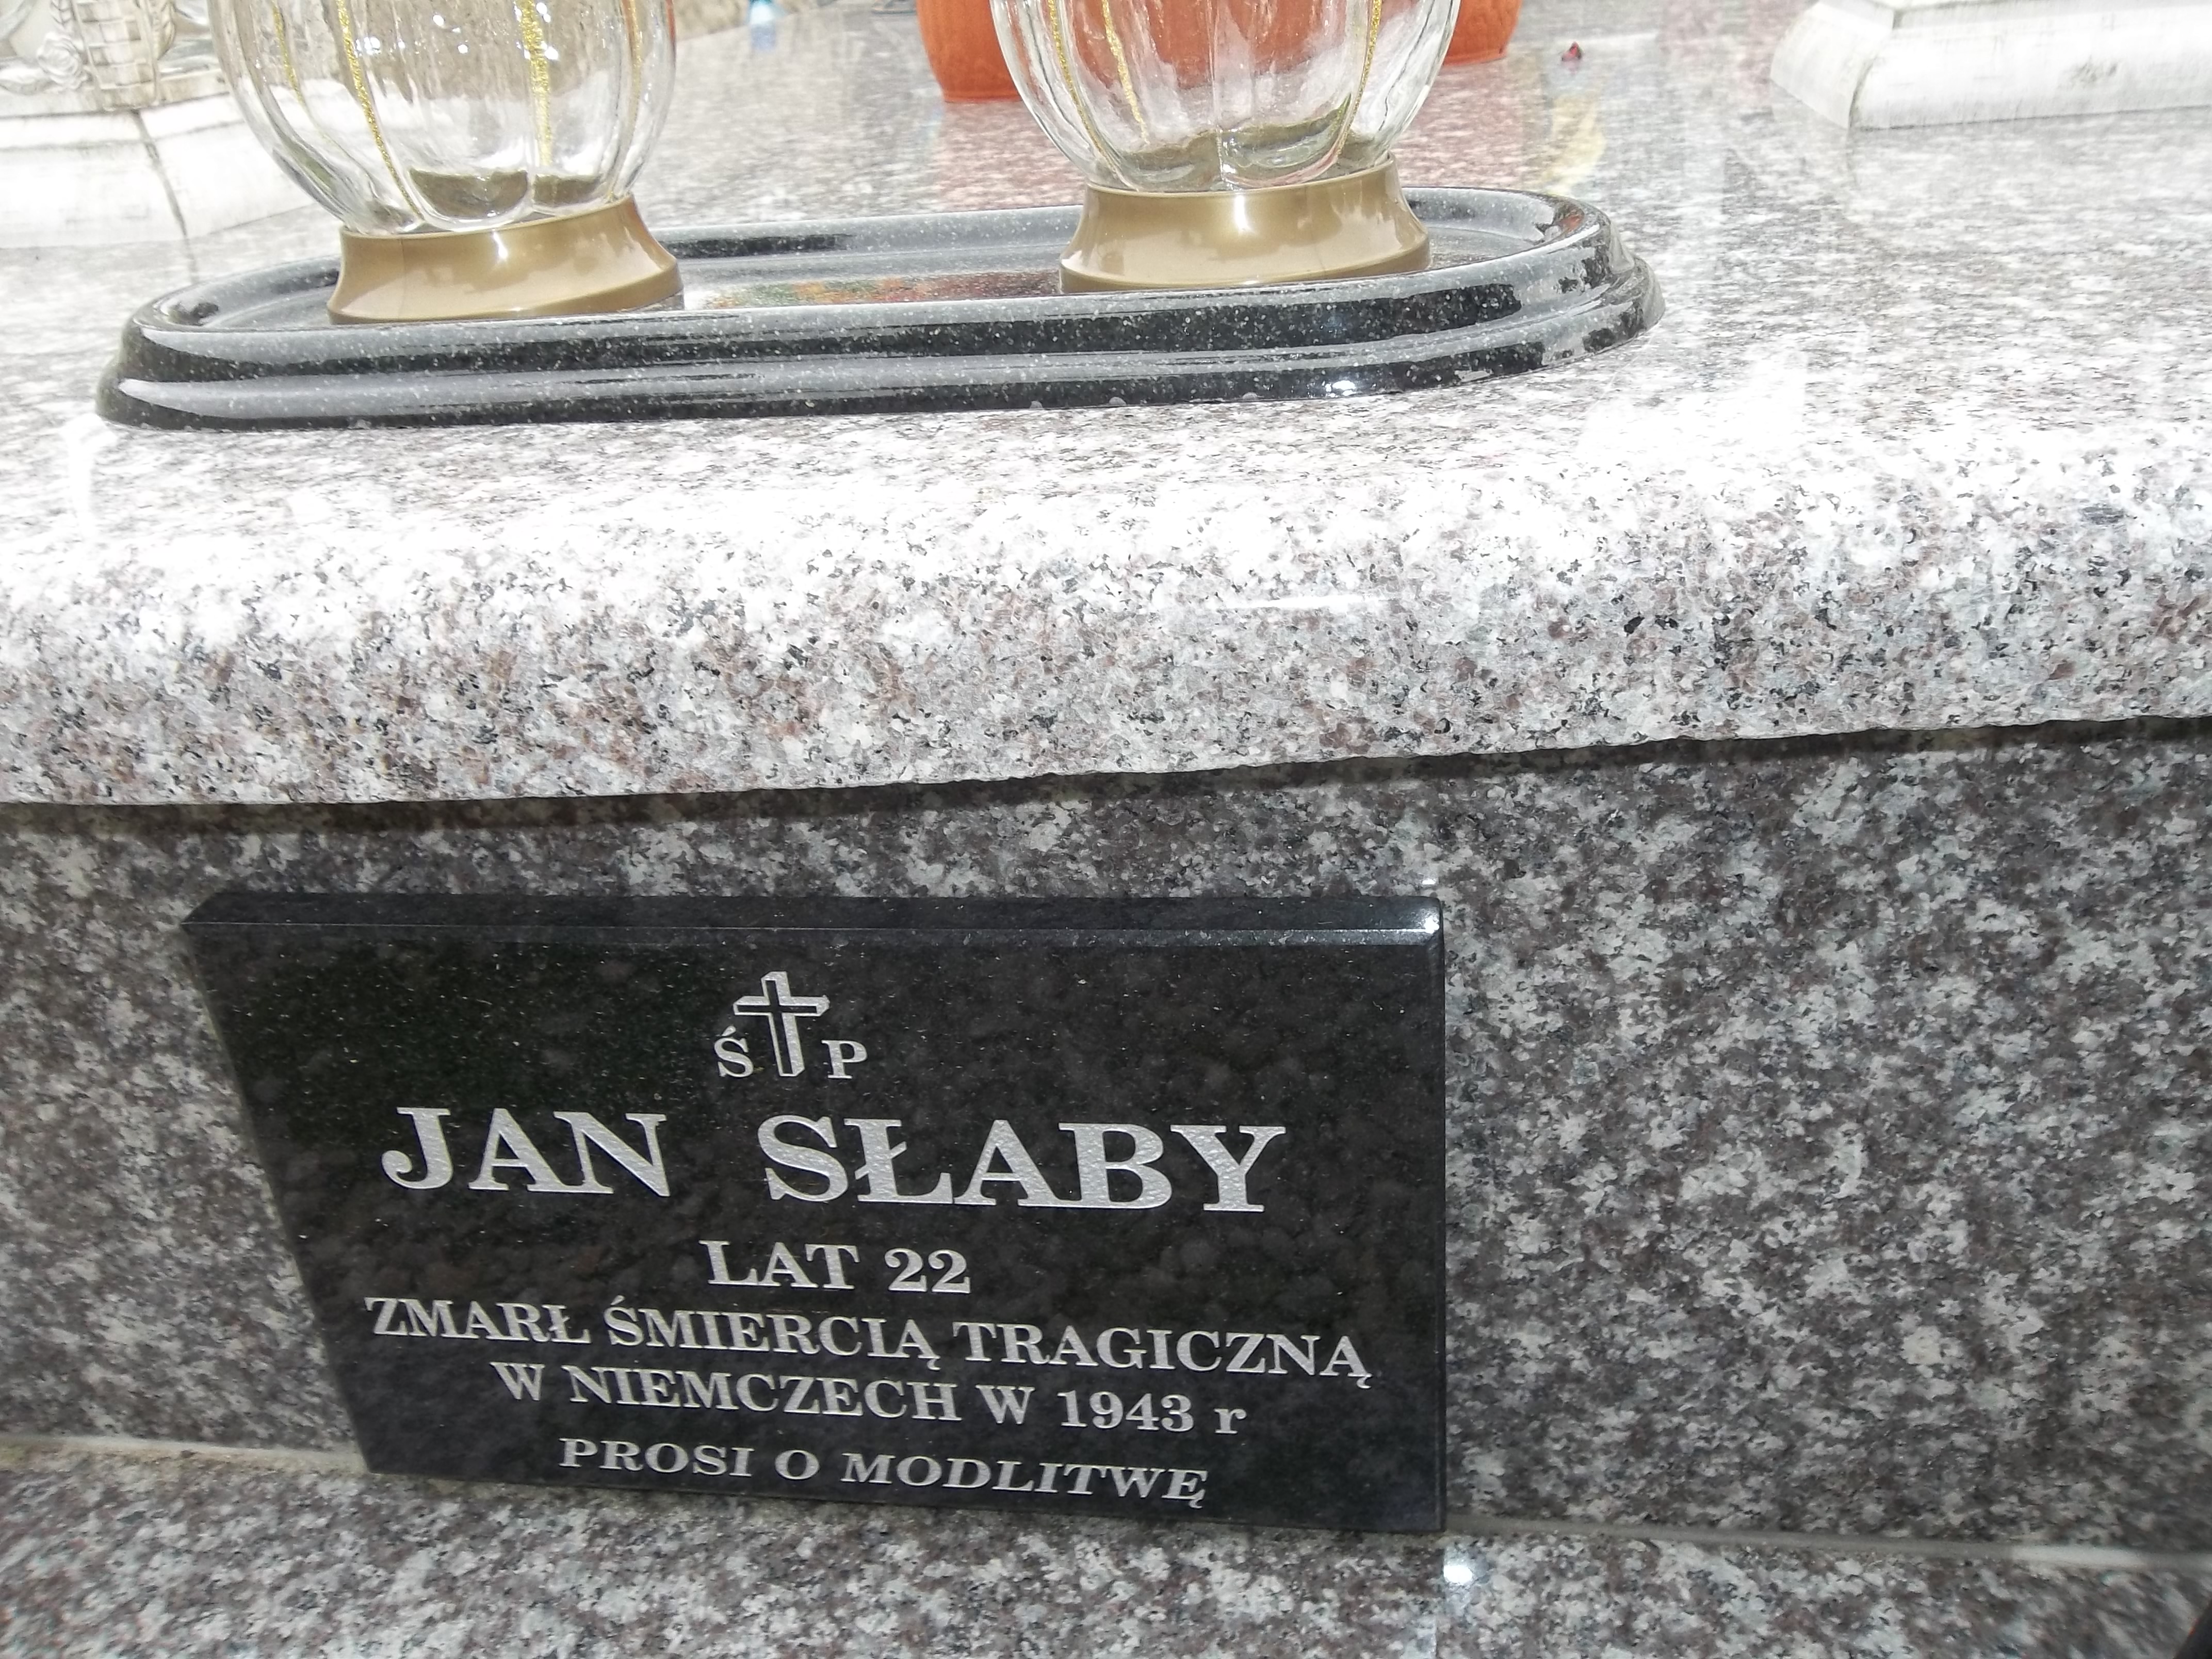 Ś P
JAN SŁABY
LAT 22
ZMARŁ ŚMIERCIĄ TRAGICZNĄ
W NIEMCZECH W 1943 r
PROSI O MODLITWĘ